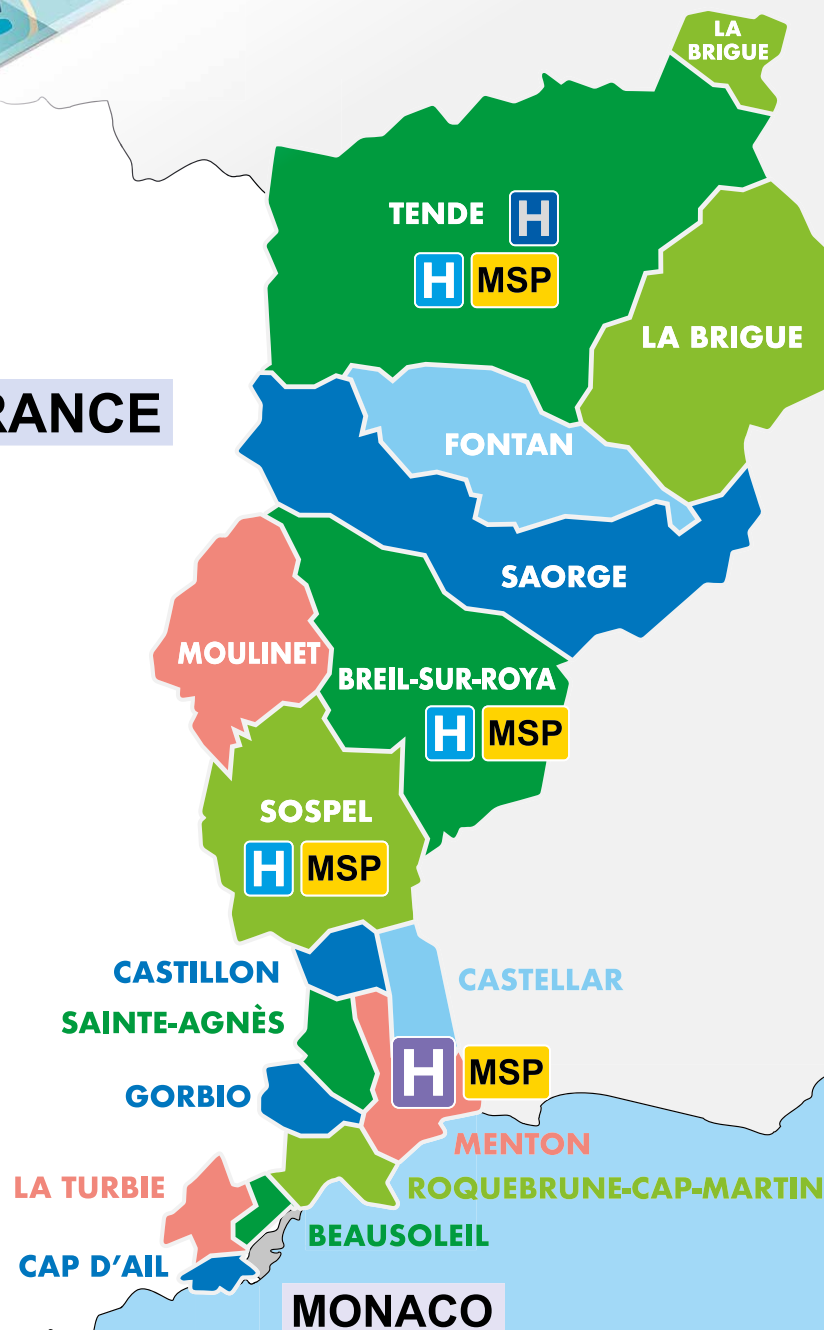 LA
BRIGUE
TENDE H
H MSP
LA BRIGUE
RANCE
FONTAN
SAORGE
MOULINET
BREIL-SUR-ROYA
H MSP
SOSPEL
H MSP
CASTILLON
CASTELLAR
SAINTE-AGNÈS
H MSP
GORBIO
MENTON
LA TURBIE
ROQUEBRUNE-CAP-MARTIN
BEAUSOLEIL
CAP D'AIL
MONACO